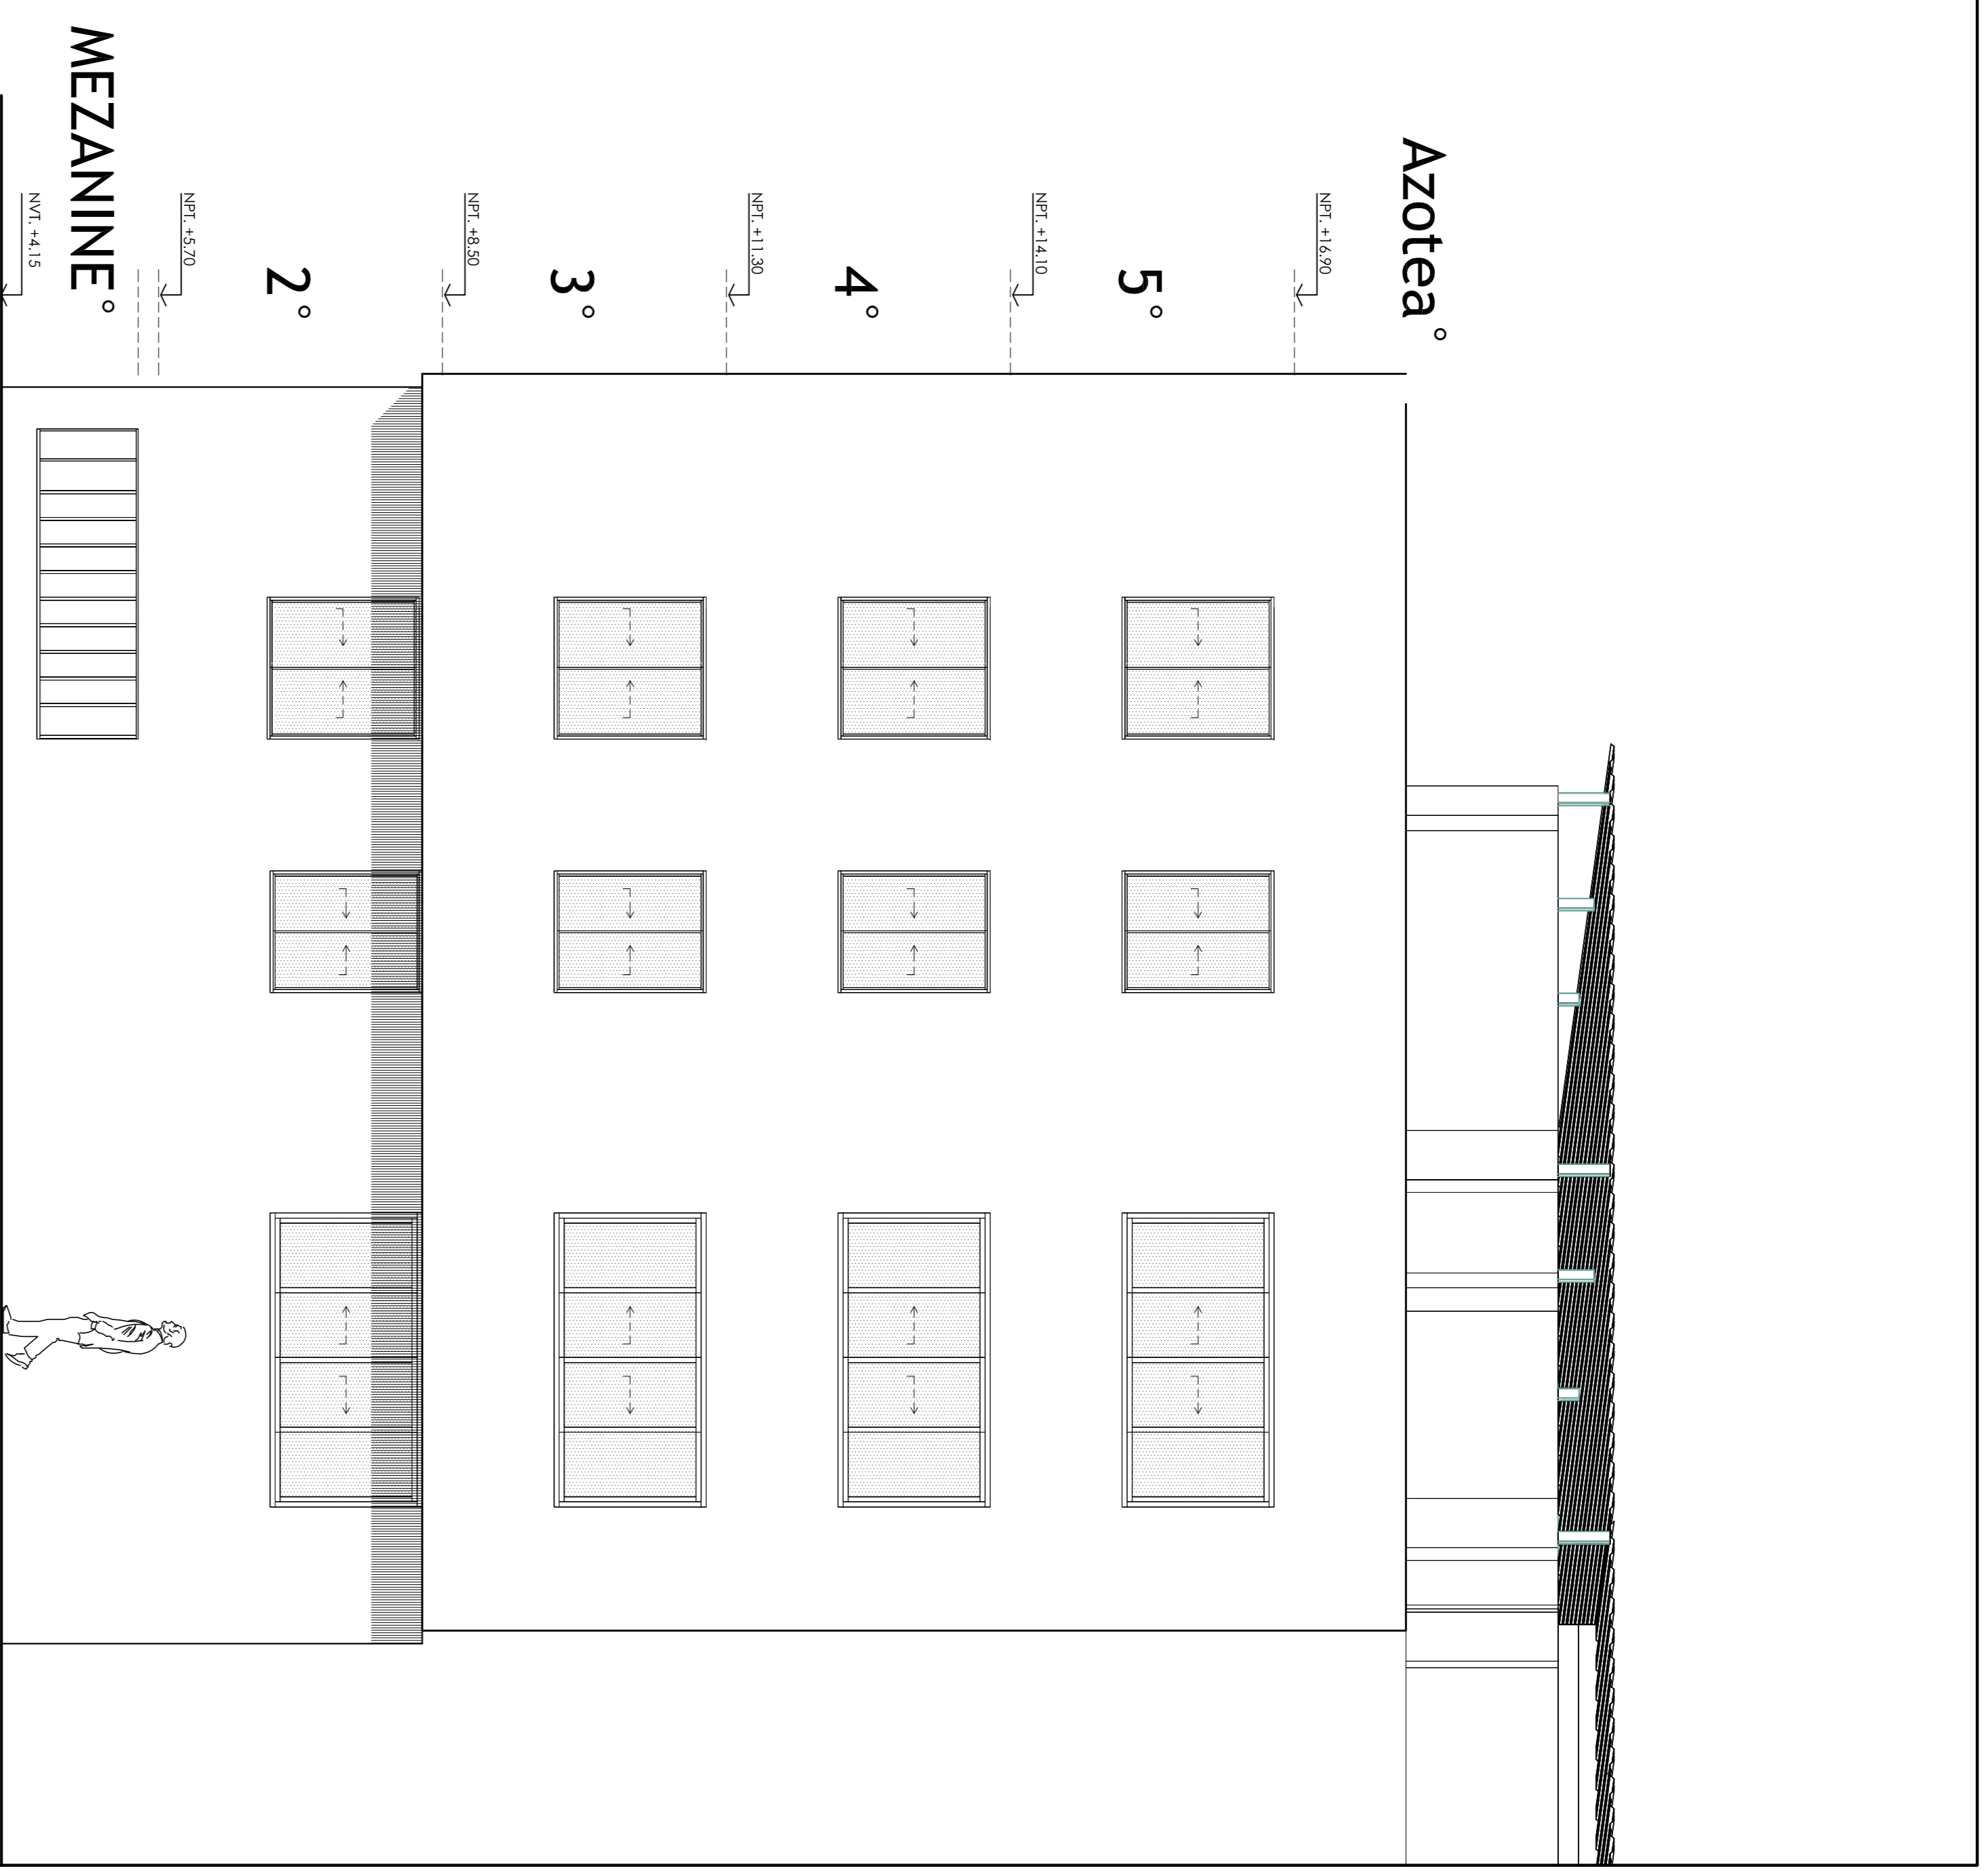 Azotea°
NPT. +16.90
5°
NPT. +14.10
4°
NPT. +11.30
3°
NPT. +8.50
2°
NPT. +5.70
MEZANINE°
NVT. +4.15